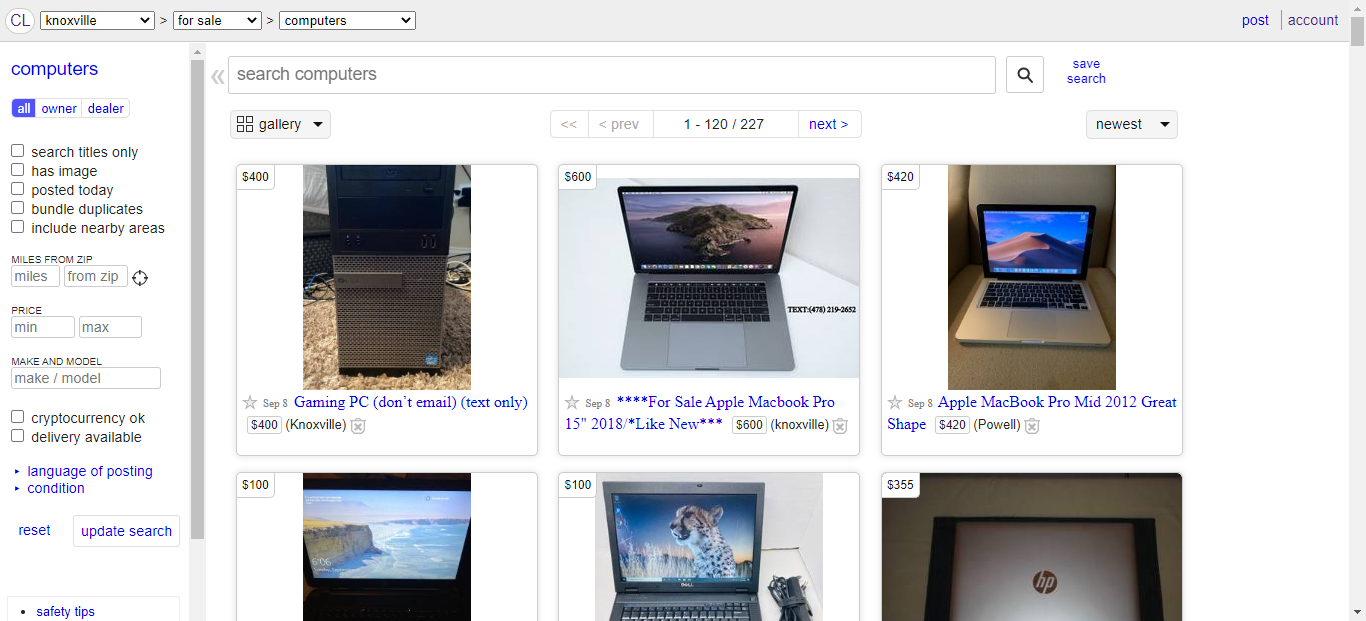 CL knoxville > for sale > computers post account
computers
all owner dealer
search titles only
has image
posted today
bundle duplicates
include nearby areas
MILES FROM ZIP
miles from zip
PRICE
min max
MAKE AND MODEL
make / model
cryptocurrency ok
delivery available
language of posting
condition
reset update search
safety tips
« search computers save
search
gallery << < prev 1 - 120 / 227 next > newest
$400
Sep 8 Gaming PC (don't email) (text only)
$400 (Knoxville)
$600
TEXT:(478) 219-2652
Sep 8 ****For Sale Apple Macbook Pro
15" 2018/*Like New*** $600 (knoxville)
$420
Sep 8 Apple MacBook Pro Mid 2012 Great
Shape $420 (Powell)
$100
6:06
$100
DELL
$355
hp